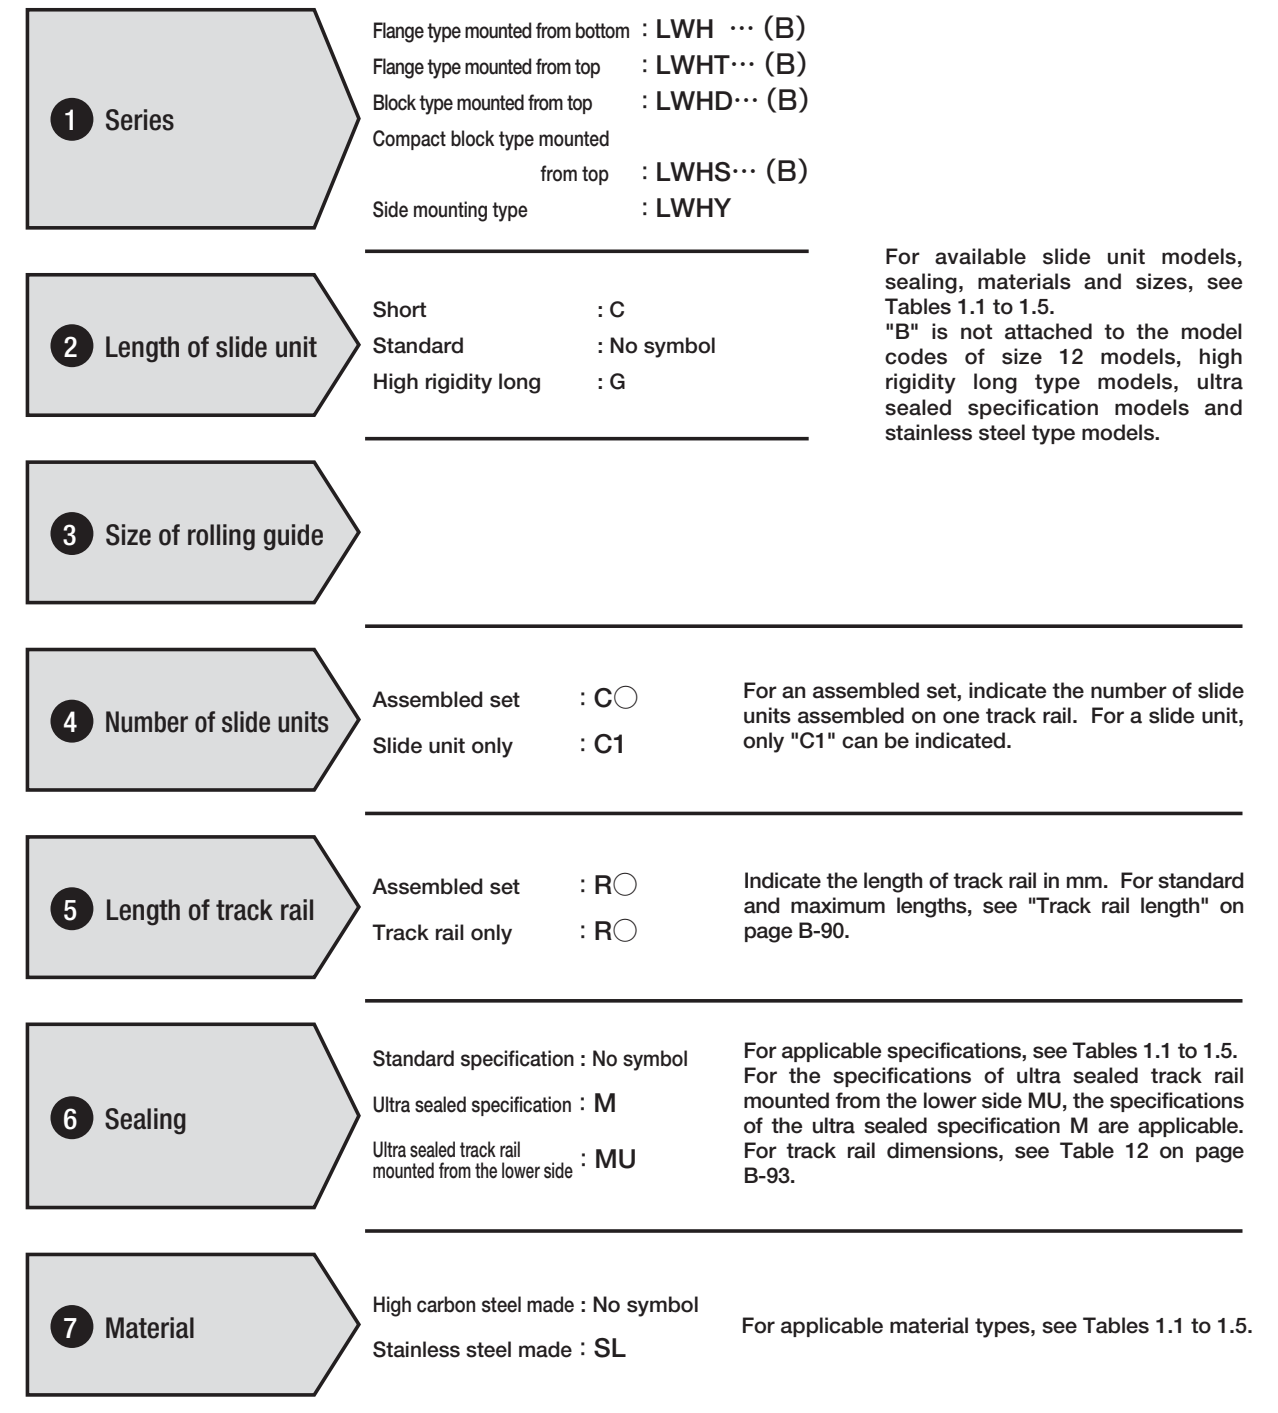 1 Series
Flange type mounted from bottom : LWH ··· (B)
Flange type mounted from top : LWHT··· (B)
Block type mounted from top : LWHD··· (B)
Compact block type mounted
from top : LWHS··· (B)
Side mounting type : LWHY
2 Length of slide unit
Short : C
Standard : No symbol
High rigidity long : G
For available slide unit models,
sealing, materials and sizes, see
Tables 1.1 to 1.5.
"B" is not attached to the model
codes of size 12 models, high
rigidity long type models, ultra
sealed specification models and
stainless steel type models.
3 Size of rolling guide
4 Number of slide units
Assembled set : C○
Slide unit only : C1
For an assembled set, indicate the number of slide
units assembled on one track rail. For a slide unit,
only "C1" can be indicated.
5 Length of track rail
Assembled set : R○
Track rail only : R○
Indicate the length of track rail in mm. For standard
and maximum lengths, see "Track rail length" on
page B-90.
6 Sealing
Standard specification : No symbol
Ultra sealed specification : M
Ultra sealed track rail
mounted from the lower side : MU
For applicable specifications, see Tables 1.1 to 1.5.
For the specifications of ultra sealed track rail
mounted from the lower side MU, the specifications
of the ultra sealed specification M are applicable.
For track rail dimensions, see Table 12 on page
B-93.
7 Material
High carbon steel made : No symbol
Stainless steel made : SL
For applicable material types, see Tables 1.1 to 1.5.